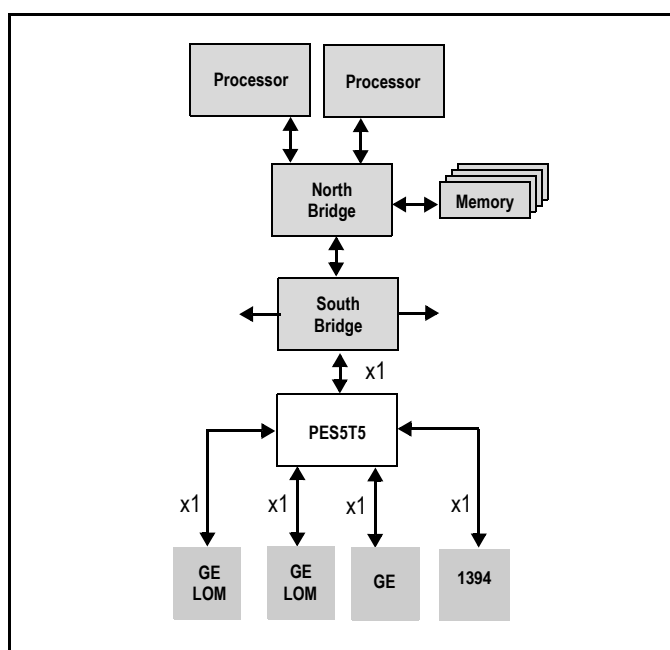 Processor
Processor
North
Bridge
Memory
South
Bridge
x1
PES5T5
x1
x1
x1
x1
GE
LOM
GE
LOM
GE
1394